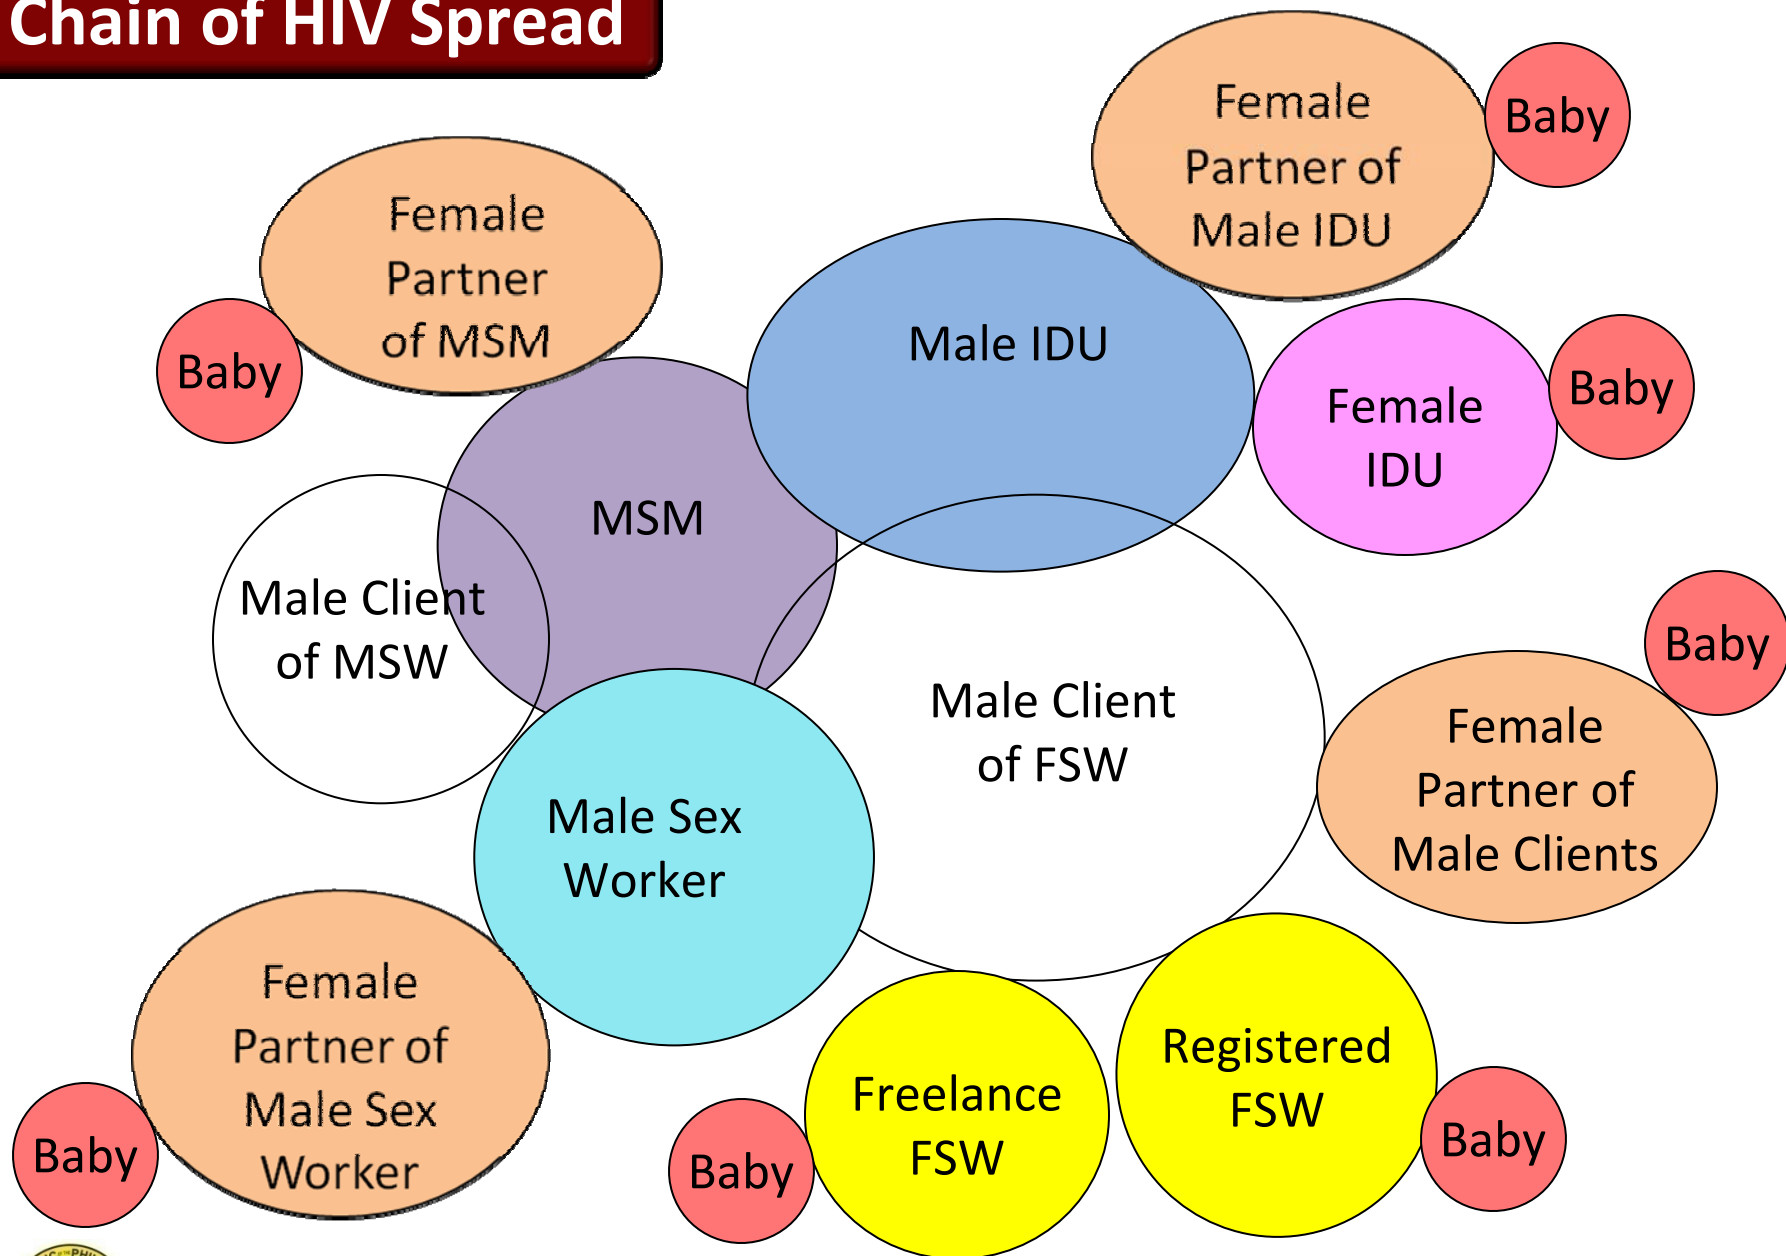 Chain of HIV Spread
Female
Partner of
Male IDU
Baby
Female
Partner
of MSM
Baby
Male IDU
Female
IDU
Baby
MSM
Male Client
of MSW
Male Client
of FSW
Baby
Female
Partner of
Male Clients
Male Sex
Worker
Female
Partner of
Male Sex
Worker
Baby
Freelance
FSW
Baby
Registered
FSW
Baby